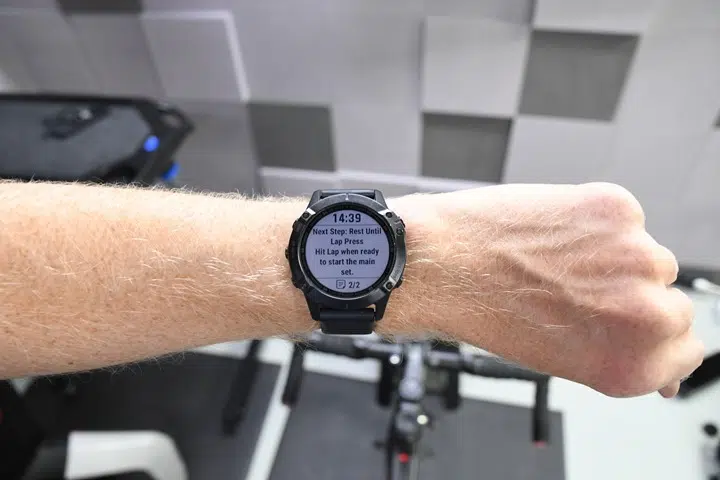 14:39
Next Step: Rest Until
Lap Press
Hit Lap when ready
to start the main
set.
2/2